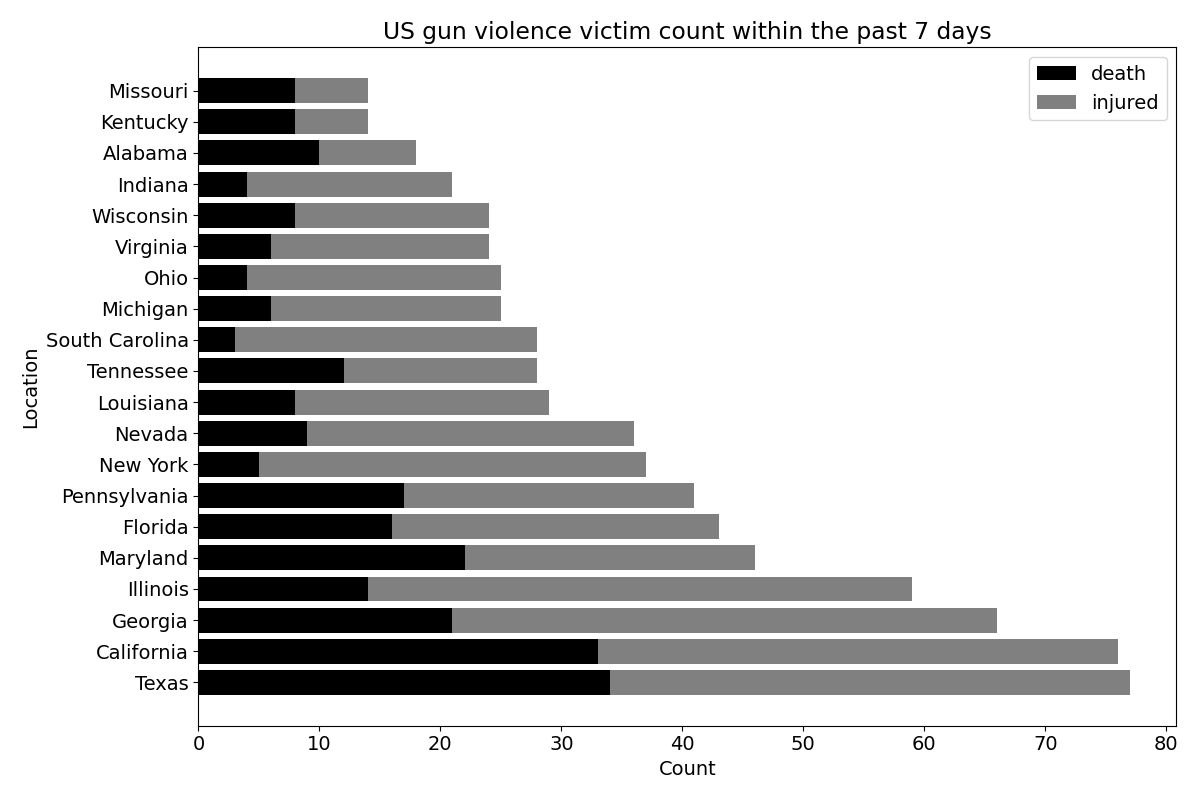 US gun violence victim count within the past 7 days
death
injured
Missouri
Kentucky
Alabama
Indiana
Wisconsin
Virginia
Ohio
Michigan
South Carolina
Tennessee
Louisiana
Nevada
New York
Pennsylvania
Florida
Maryland
Illinois
Georgia
California
Texas
Location
0 10 20 30 40 50 60 70 80
Count